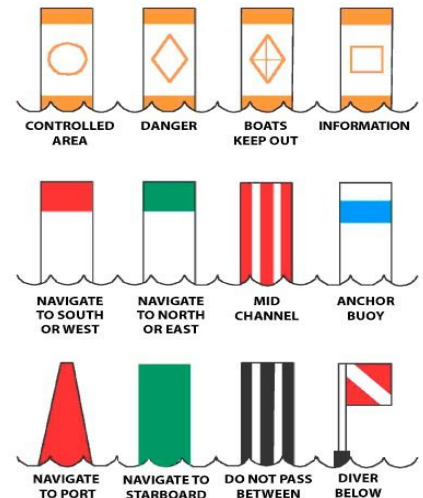 CONTROLLED
AREA
DANGER
BOATS
KEEP OUT
INFORMATION
NAVIGATE
TO SOUTH
OR WEST
NAVIGATE
TO NORTH
OR EAST
MID
CHANNEL
ANCHOR
BUOY
NAVIGATE
TO PORT
NAVIGATE TO
STARBOARD
DO NOT PASS
BETWEEN
DIVER
BELOW